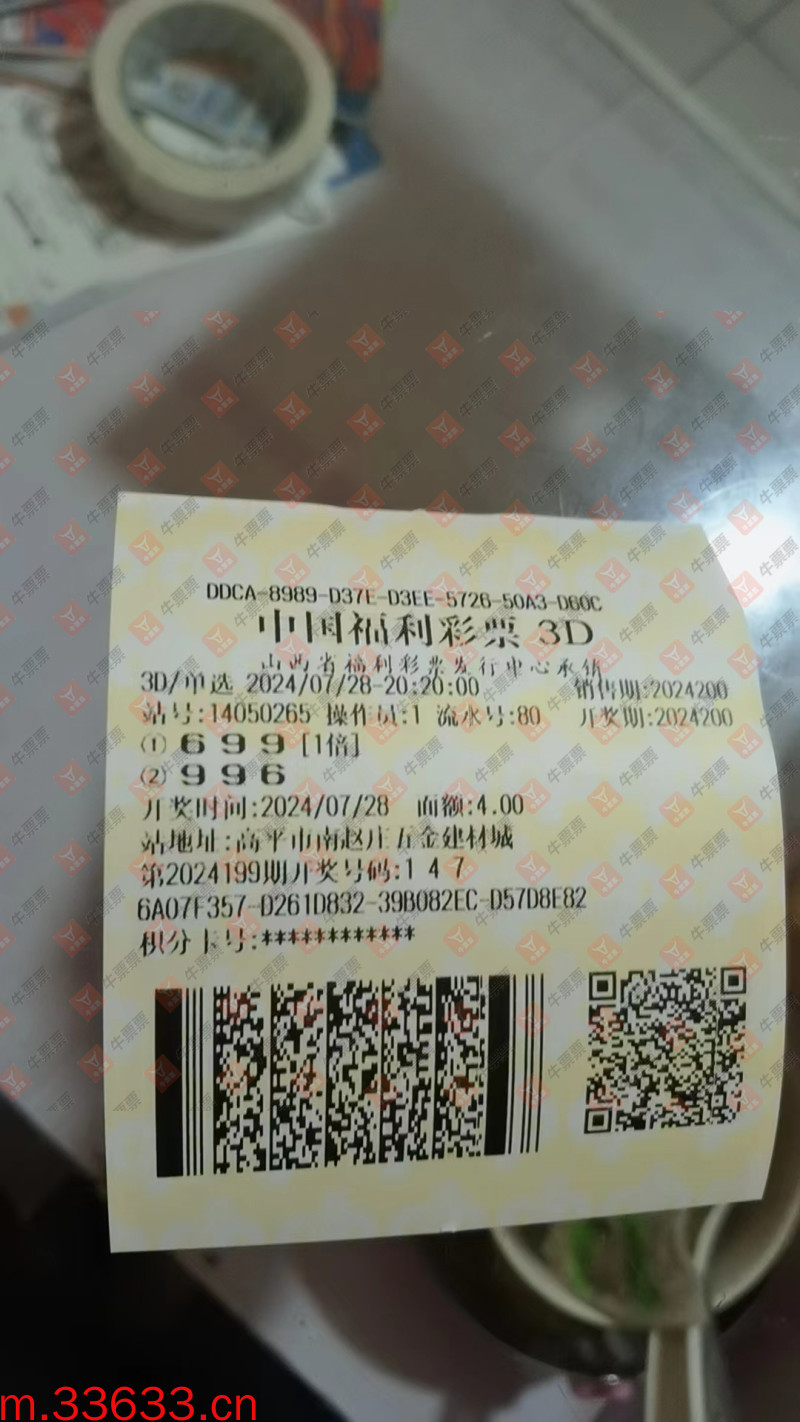 DDCA-8989-D37E-D3EE-5726-50A3-D60C
中国福利彩票 3D
山西省福利彩票发行中心承销
3D/单选 2024/07/28-20:20:00 销售期:2024200
站号:14050265 操作员:1 流水号:80 开奖期:2024200
(1) 6 9 9 [1倍]
(2) 9 9 6
开奖时间:2024/07/28 面额:4.00
站地址:高平市南赵庄五金建材城
第2024199期开奖号码:1 4 7
6A07F357-D261D832-39B082EC-D57D8E82
积分卡号:************
牛票票
m.33633.cn